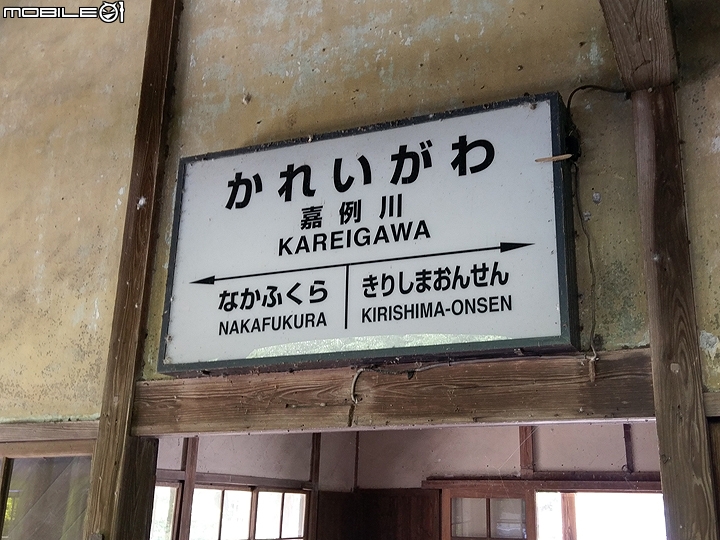 MOBILE01
かれいがわ
嘉例川
KAREIGAWA
なかふくら
きりしまおんせん
NAKAFUKURA
KIRISHIMA-ONSEN